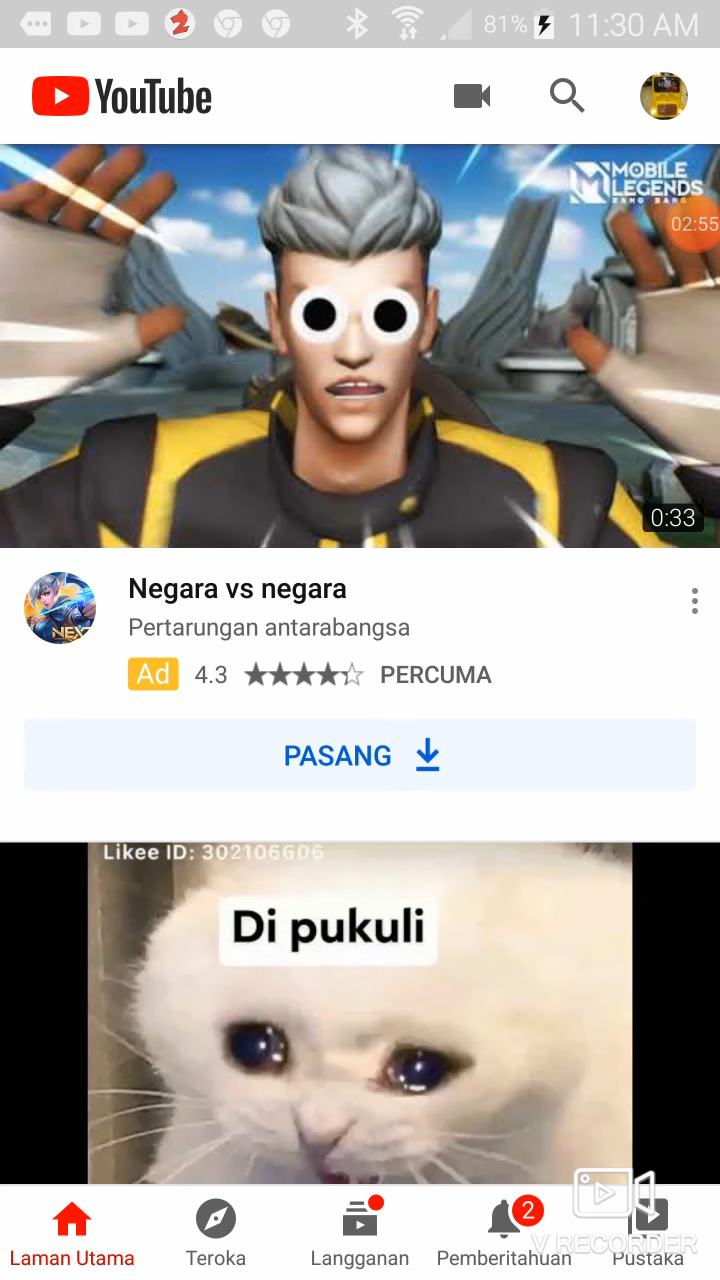 81% 11:30 AM
YouTube
MOBILE
LEGENDS
BANG BANG
02:55
0:33
NEXT
Negara vs negara
Pertarungan antarabangsa
Ad 4.3 PERCUMA
PASANG
Likee ID: 302106606
Di pukuli
2
Laman Utama Teroka Langganan Pemberitahuan Pustaka
V RECORDER